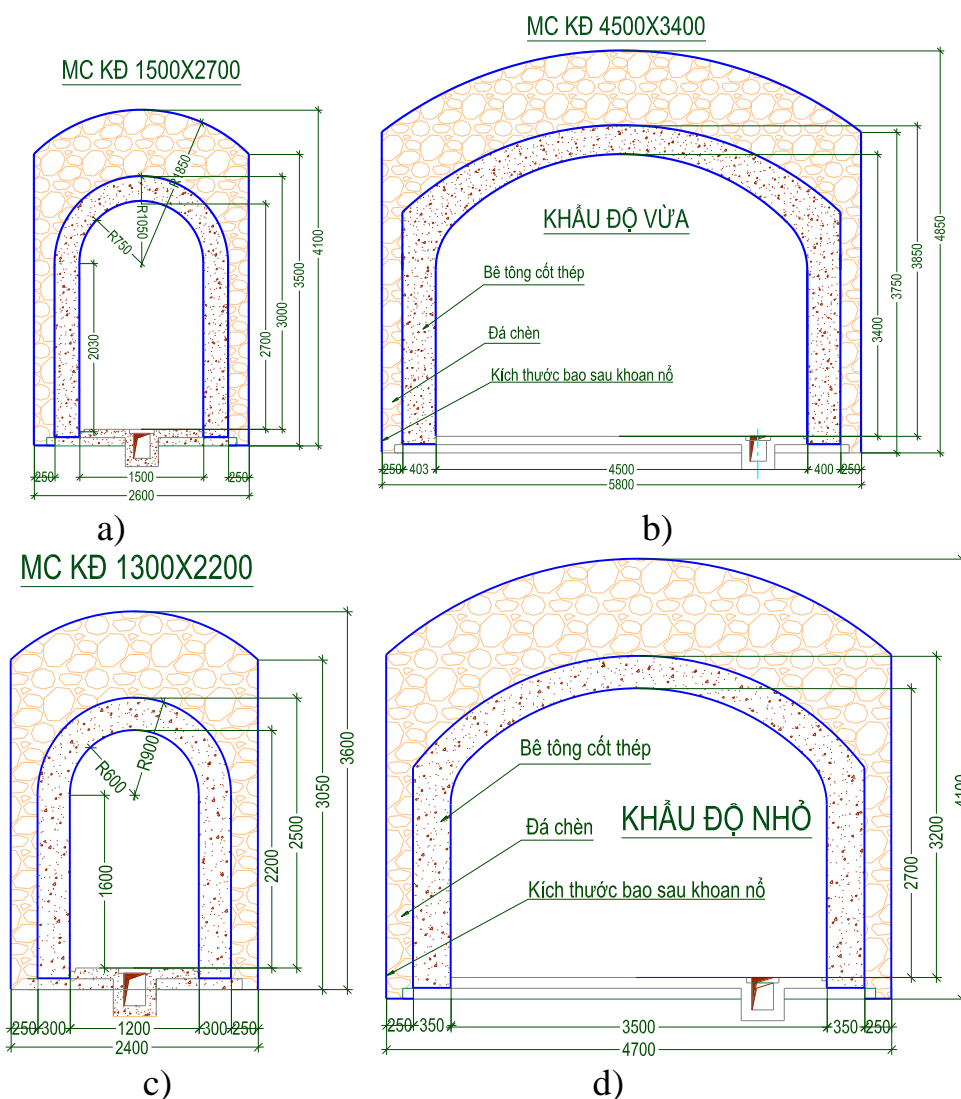 MC KĐ 1500X2700
R1850
R1050
R750
2030
2700
3000
3500
4100
250
1500
250
2600
a)
MC KĐ 4500X3400
KHẨU ĐỘ VỪA
Bê tông cốt thép
Đá chèn
Kích thước bao sau khoan nổ
3400
3750
3850
4850
250
403
4500
400
250
5800
b)
MC KĐ 1300X2200
R900
R600
1600
2200
2500
3050
3600
250
300
1200
300
250
2400
c)
Bê tông cốt thép
Đá chèn
KHẨU ĐỘ NHỎ
Kích thước bao sau khoan nổ
2700
3200
250
350
3500
350
250
4700
d)